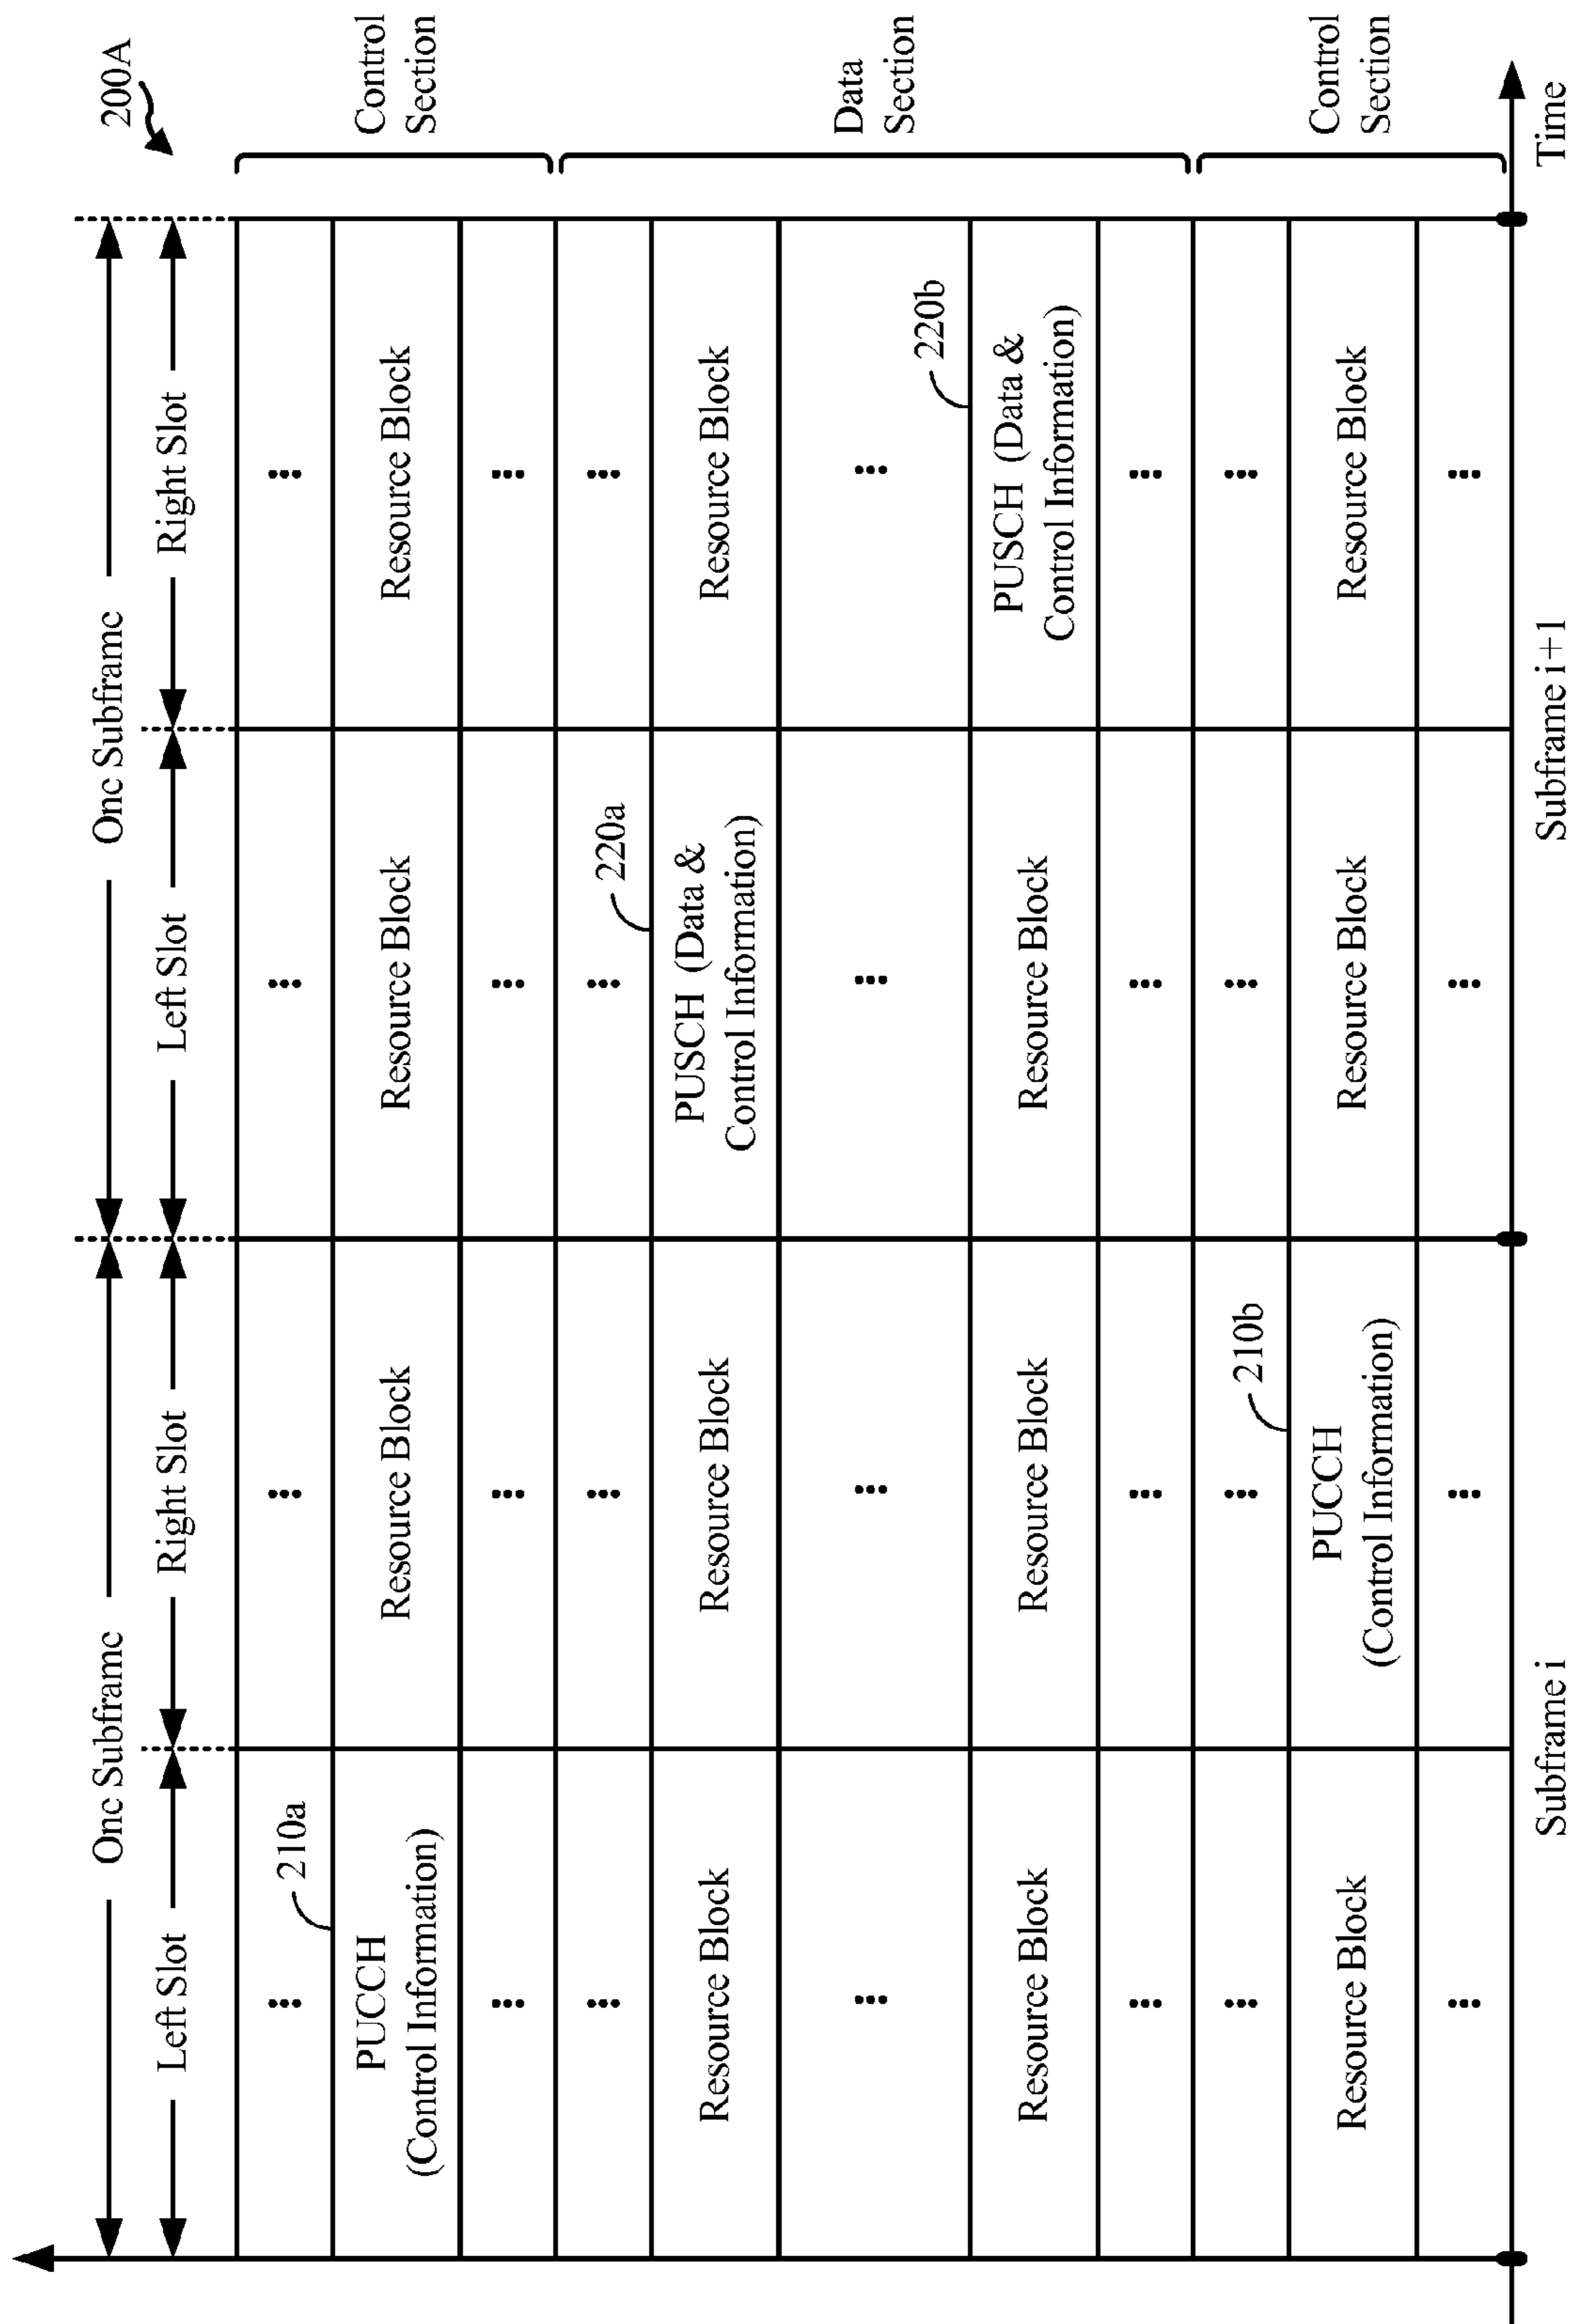 200A
One Subframe
One Subframe
Left Slot
Right Slot
Left Slot
Right Slot
210a
PUCCH
(Control Information)
Resource Block
Resource Block
Resource Block
Control
Section
220a
Resource Block
Resource Block
PUSCH (Data &
Control Information)
Resource Block
Data
Section
220b
Resource Block
Resource Block
Resource Block
PUSCH (Data &
Control Information)
210b
Resource Block
PUCCH
(Control Information)
Resource Block
Resource Block
Control
Section
Subframe i
Subframe i+1
Time